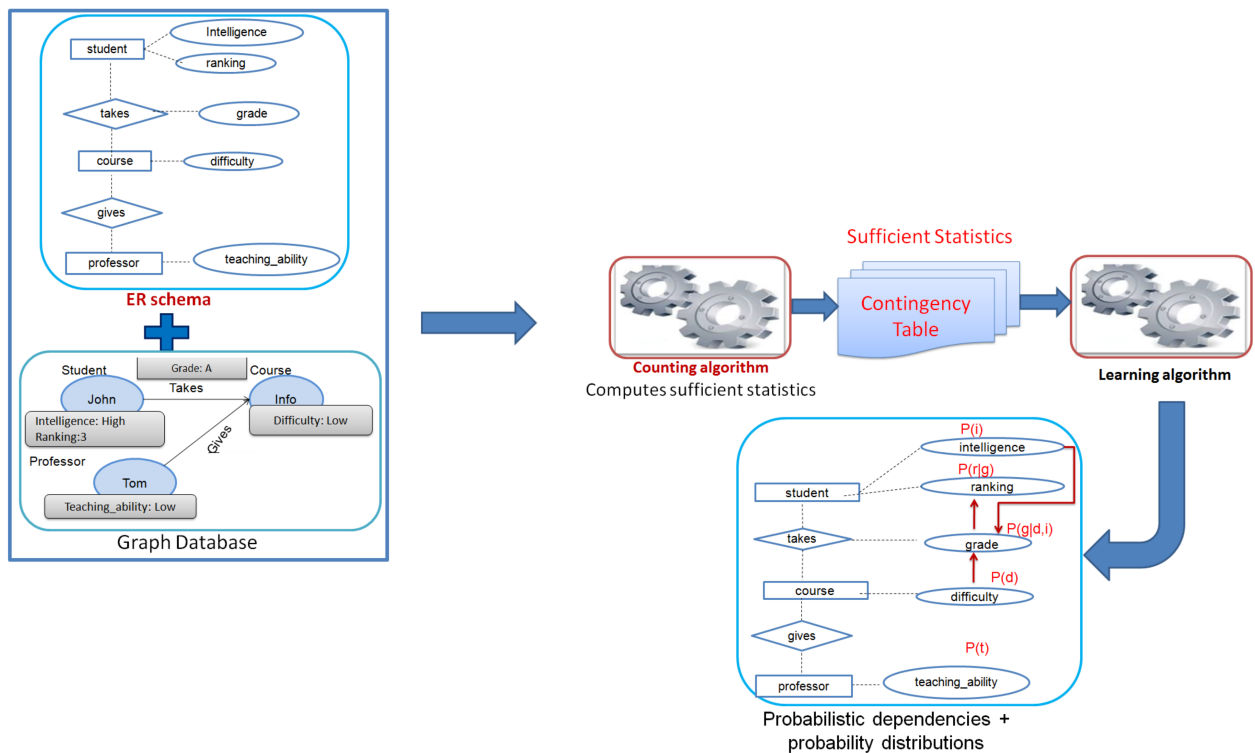 Intelligence
student
ranking
takes
grade
course
difficulty
gives
professor
teaching_ability
ER schema
Student
Grade: A
Course
Takes
John
Info
Intelligence: High
Ranking:3
Difficulty: Low
Gives
Professor
Tom
Teaching_ability: Low
Graph Database
Counting algorithm
Computes sufficient statistics
Sufficient Statistics
Contingency
Table
Learning algorithm
P(i)
intelligence
P(r|g)
ranking
student
P(g|d,i)
takes
grade
P(d)
course
difficulty
gives
P(t)
professor
teaching_ability
Probabilistic dependencies +
probability distributions